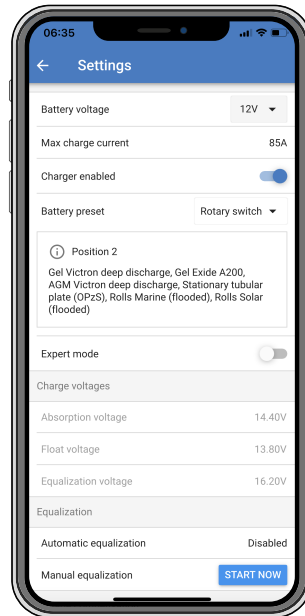 06:35
Settings
Battery voltage 12V
Max charge current 85A
Charger enabled
Battery preset Rotary switch
Position 2
Gel Victron deep discharge, Gel Exide A200,
AGM Victron deep discharge, Stationary tubular
plate (OPzS), Rolls Marine (flooded), Rolls Solar
(flooded)
Expert mode
Charge voltages
Absorption voltage 14.40V
Float voltage 13.80V
Equalization voltage 16.20V
Equalization
Automatic equalization Disabled
Manual equalization START NOW